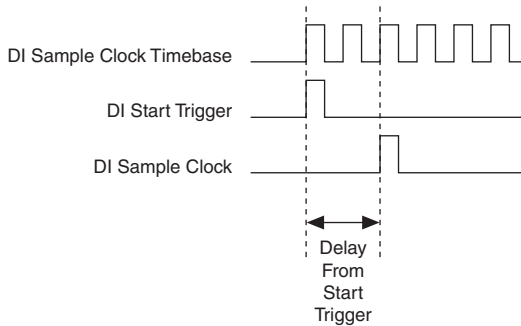 DI Sample Clock Timebase
DI Start Trigger
DI Sample Clock
Delay
From
Start
Trigger